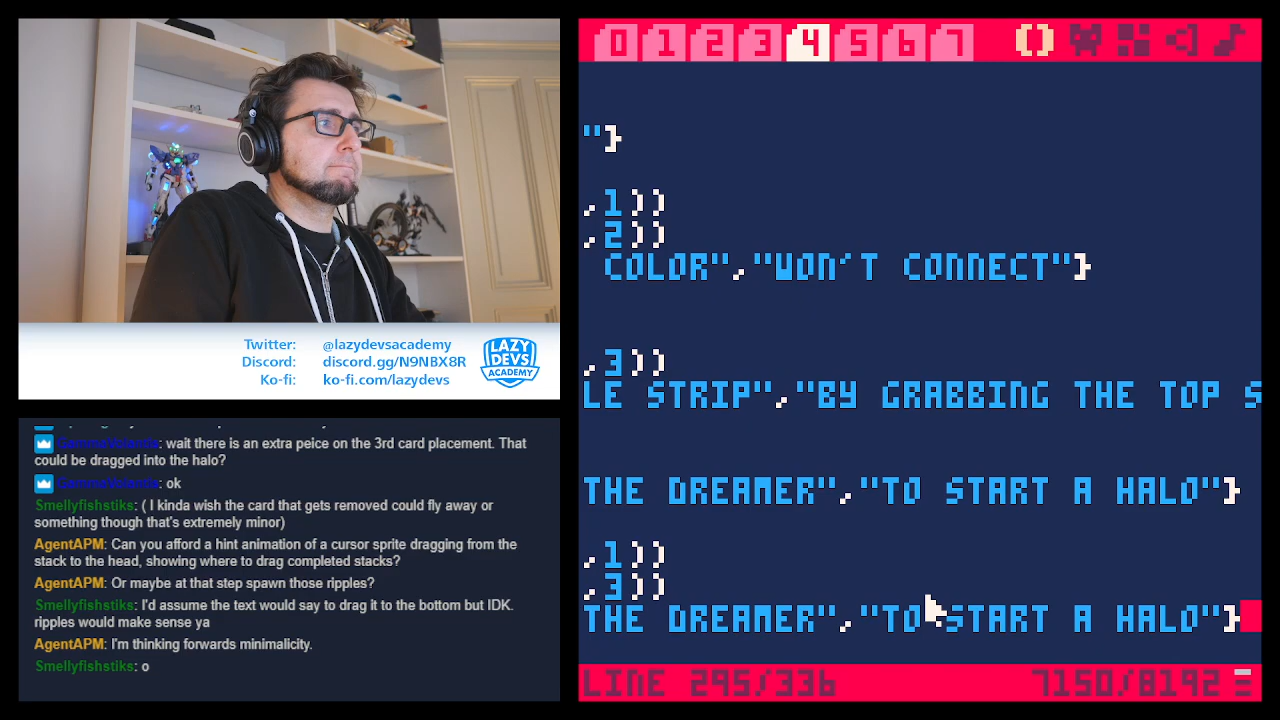 Twitter: @lazydevsacademy
Discord: discord.gg/N9NBX8R
Ko-fi: ko-fi.com/lazydevs
LAZY
DEVS
ACADEMY
GammaVolantis: wait there is an extra peice on the 3rd card placement. That
could be dragged into the halo?
GammaVolantis: ok
Smellyfishstiks: ( I kinda wish the card that gets removed could fly away or
something though that's extremely minor)
AgentAPM: Can you afford a hint animation of a cursor sprite dragging from the
stack to the head, showing where to drag completed stacks?
AgentAPM: Or maybe at that step spawn those ripples?
Smellyfishstiks: I'd assume the text would say to drag it to the bottom but IDK.
ripples would make sense ya
AgentAPM: I'm thinking forwards minimalicity.
Smellyfishstiks: o
0 1 2 3 4 5 6 7
"}
,1))
,2))
COLOR","WON'T CONNECT"}
,3))
LE STRIP","BY GRABBING THE TOP S
THE DREAMER","TO START A HALO"}
,1))
,3))
THE DREAMER","TO START A HALO"}
LINE 295/336 7150/8192